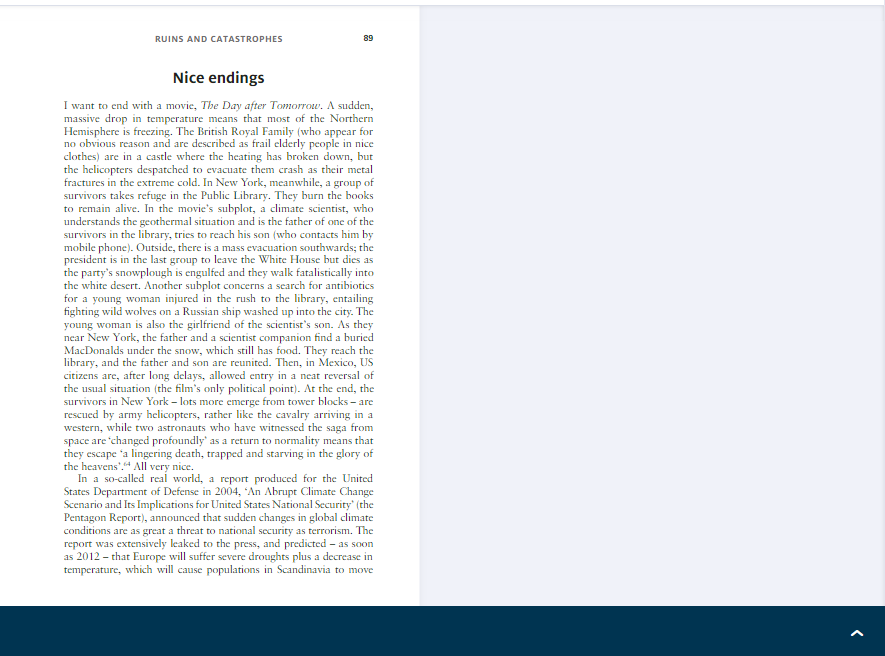 RUINS AND CATASTROPHES 89
Nice endings
I want to end with a movie, The Day after Tomorrow. A sudden,
massive drop in temperature means that most of the Northern
Hemisphere is freezing. The British Royal Family (who appear for
no obvious reason and are described as frail elderly people in nice
clothes) are in a castle where the heating has broken down, but
the helicopters despatched to evacuate them crash as their metal
fractures in the extreme cold. In New York, meanwhile, a group of
survivors takes refuge in the Public Library. They burn the books
to remain alive. In the movie's subplot, a climate scientist, who
understands the geothermal situation and is the father of one of the
survivors in the library, tries to reach his son (who contacts him by
mobile phone). Outside, there is a mass evacuation southwards; the
president is in the last group to leave the White House but dies as
the party's snowplough is engulfed and they walk fatalistically into
the white desert. Another subplot concerns a search for antibiotics
for a young woman injured in the rush to the library, entailing
fighting wild wolves on a Russian ship washed up into the city. The
young woman is also the girlfriend of the scientist's son. As they
near New York, the father and a scientist companion find a buried
MacDonalds under the snow, which still has food. They reach the
library, and the father and son are reunited. Then, in Mexico, US
citizens are, after long delays, allowed entry in a neat reversal of
the usual situation (the film's only political point). At the end, the
survivors in New York – lots more emerge from tower blocks – are
rescued by army helicopters, rather like the cavalry arriving in a
western, while two astronauts who have witnessed the saga from
space are 'changed profoundly' as a return to normality means that
they escape 'a lingering death, trapped and starving in the glory of
the heavens'.64 All very nice.
In a so-called real world, a report produced for the United
States Department of Defense in 2004, 'An Abrupt Climate Change
Scenario and Its Implications for United States National Security' (the
Pentagon Report), announced that sudden changes in global climate
conditions are as great a threat to national security as terrorism. The
report was extensively leaked to the press, and predicted – as soon
as 2012 – that Europe will suffer severe droughts plus a decrease in
temperature, which will cause populations in Scandinavia to move